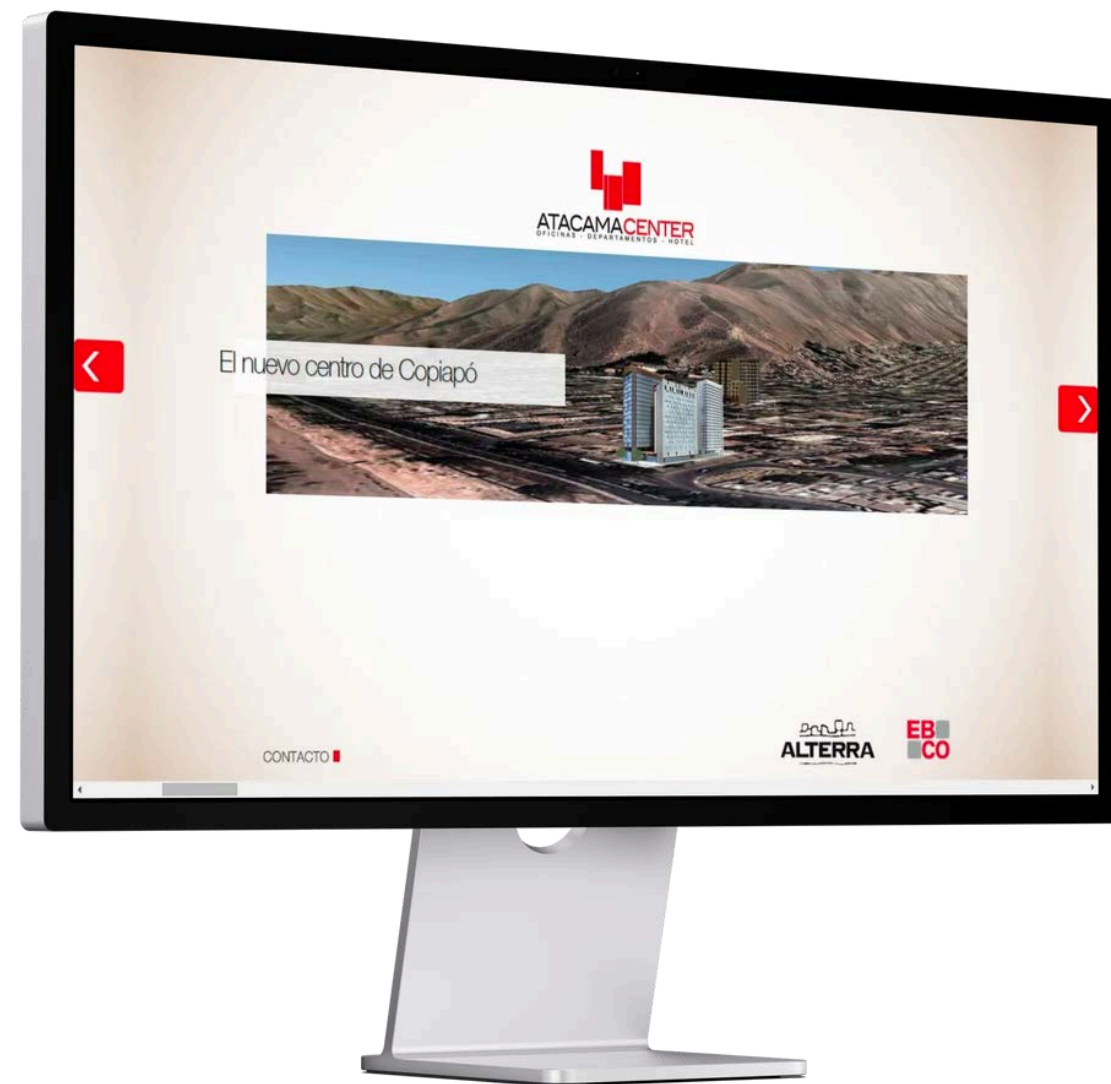 ATACAMACENTER
OFICINAS - DEPARTAMENTOS - HOTEL
El nuevo centro de Copiapó
CONTACTO
ALTERRA
EB
CO